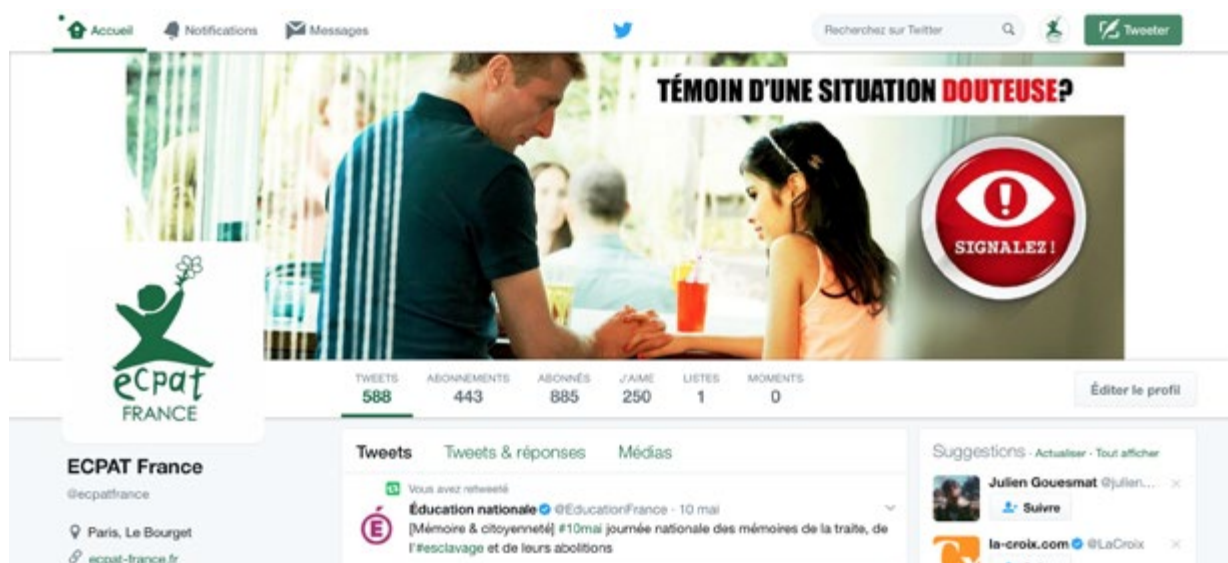 Accueil
Notifications
Messages
Recherchez sur Twitter
Tweeter
TÉMOIN D'UNE SITUATION DOUTEUSE?
SIGNALEZ!
ecpat
FRANCE
TWEETS
588
ABONNEMENTS
443
ABONNÉS
885
J'AIME
250
LISTES
1
MOMENTS
0
Éditer le profil
ECPAT France
@ecpatfrance
Paris, Le Bourget
ecpat-france.fr
Tweets Tweets & réponses Médias
Vous avez retweeté
Éducation nationale @EducationFrance · 10 mai
[Mémoire & citoyenneté] #10mai journée nationale des mémoires de la traite, de
l'#esclavage et de leurs abolitions
É
Suggestions · Actualiser · Tout afficher
Julien Gouesmat @julien...
Suivre
la-croix.com @LaCroix